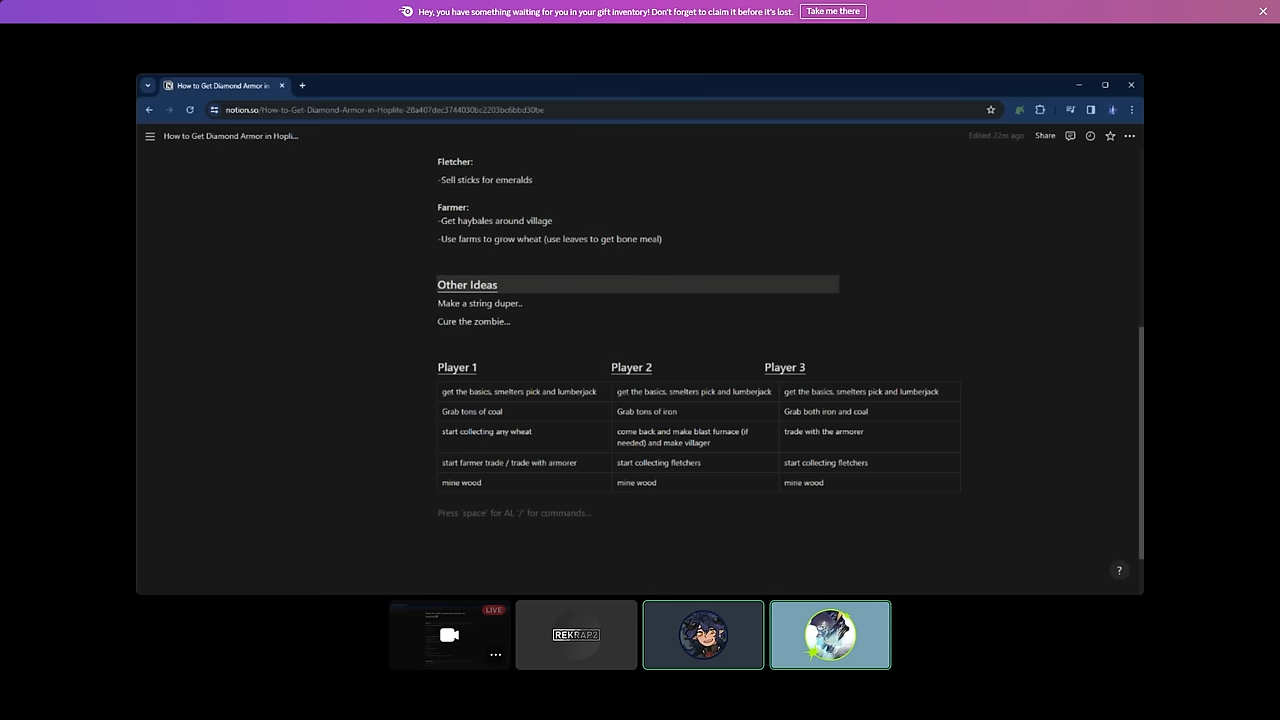 Hey, you have something waiting for you in your gift inventory! Don't forget to claim it before it's lost. Take me there
How to Get Diamond Armor in
notion.so/How-to-Get-Diamond-Armor-in-Hoplite-28a407dec3744030bc2203bc6bbd30be
How to Get Diamond Armor in Hopli...
Edited 22m ago Share
Fletcher:
-Sell sticks for emeralds
Farmer:
-Get haybales around village
-Use farms to grow wheat (use leaves to get bone meal)
Other Ideas
Make a string duper..
Cure the zombie...
Player 1 Player 2 Player 3
get the basics, smelters pick and lumberjack get the basics, smelters pick and lumberjack get the basics, smelters pick and lumberjack
Grab tons of coal Grab tons of iron Grab both iron and coal
start collecting any wheat come back and make blast furnace (if needed) and make villager trade with the armorer
start farmer trade / trade with armorer start collecting fletchers start collecting fletchers
mine wood mine wood mine wood
Press 'space' for AI, '/' for commands...
?
LIVE
REKRAP2